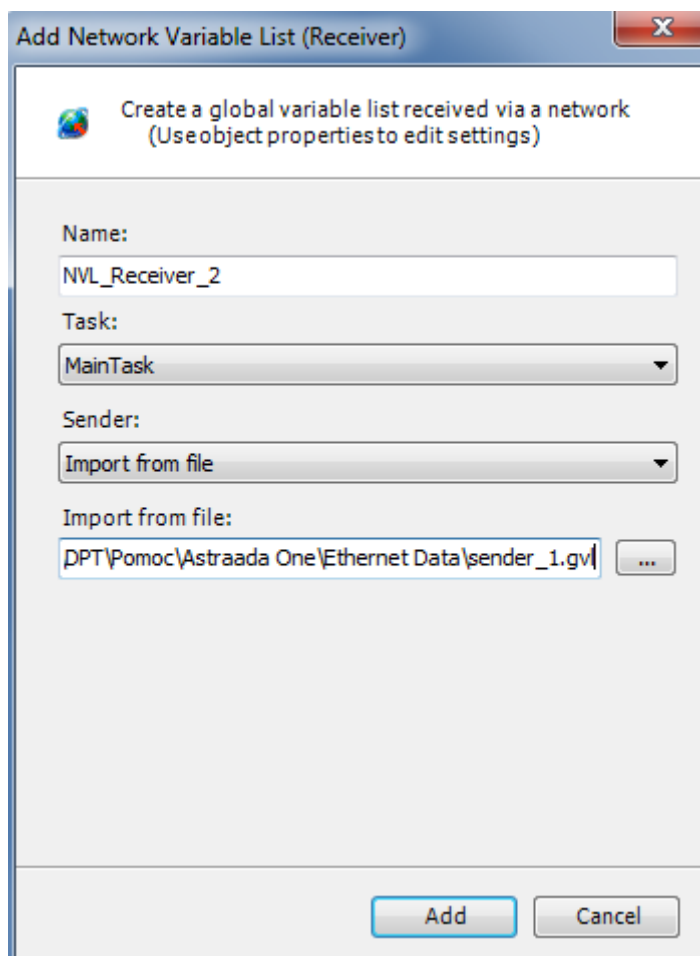 Add Network Variable List (Receiver)
Create a global variable list received via a network
(Use object properties to edit settings)
Name:
NVL_Receiver_2
Task:
MainTask
Sender:
Import from file
Import from file:
DPT\Pomoc\Astraada One\Ethernet Data\sender_1.gvl
...
Add
Cancel